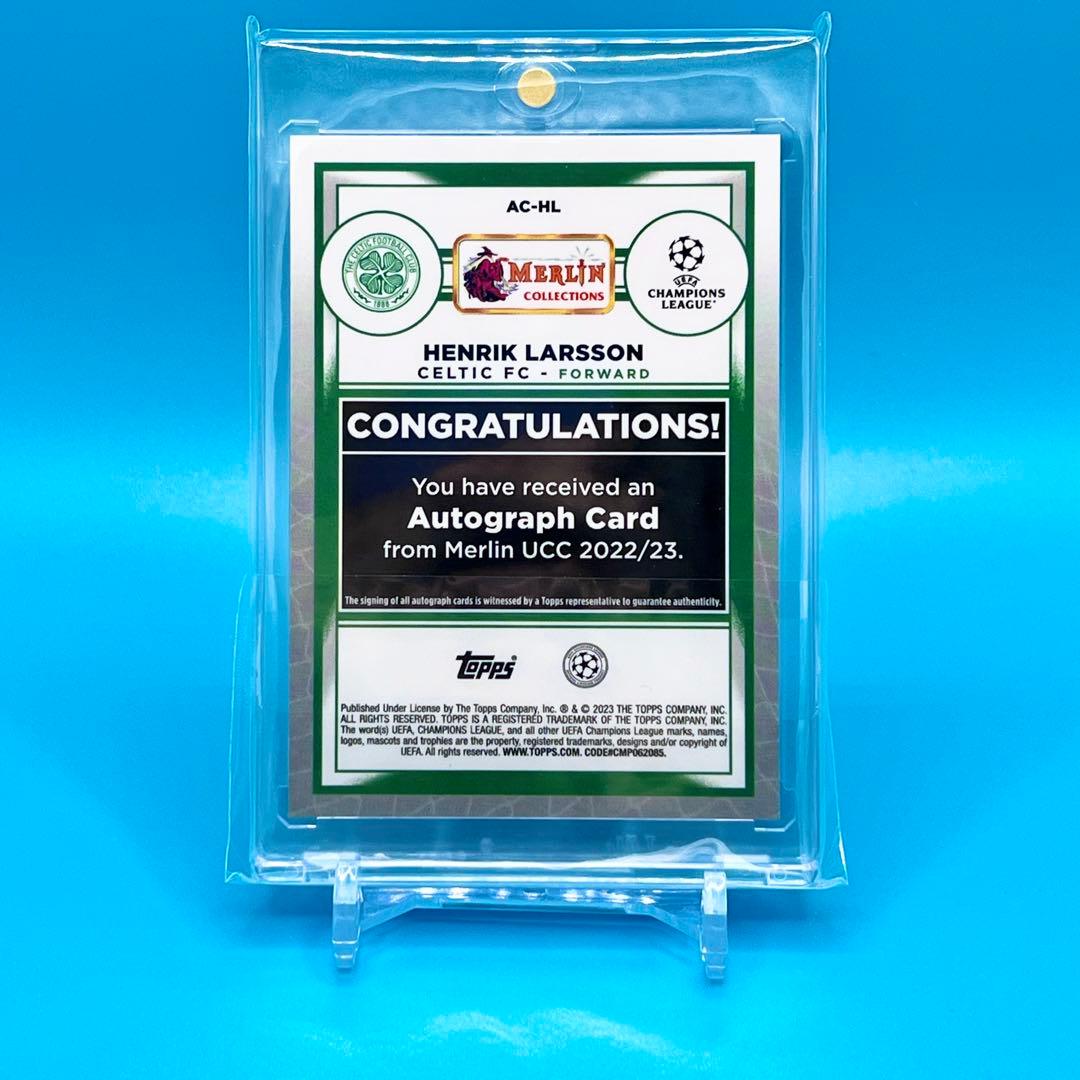 AC-HL
THE CELTIC FOOTBALL CLUB
1888
MERLIN
COLLECTIONS
UEFA
CHAMPIONS
LEAGUE
HENRIK LARSSON
CELTIC FC - FORWARD
CONGRATULATIONS!
You have received an
Autograph Card
from Merlin UCC 2022/23.
The signing of all autograph cards is witnessed by a Topps representative to guarantee authenticity.
Topps®
Published Under License by The Topps Company, Inc. ® & © 2023 THE TOPPS COMPANY, INC.
ALL RIGHTS RESERVED. TOPPS IS A REGISTERED TRADEMARK OF THE TOPPS COMPANY, INC.
The word(s) UEFA, CHAMPIONS LEAGUE, and all other UEFA Champions League marks, names,
logos, mascots and trophies are the property, registered trademarks, designs and/or copyright of
UEFA. All rights reserved. WWW.TOPPS.COM. CODE#CMP062085.